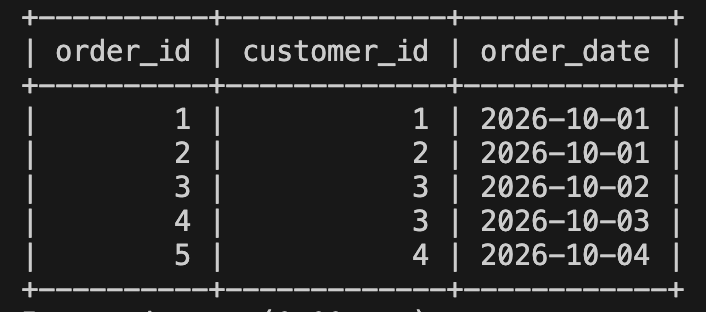 +----------+-------------+------------+
| order_id | customer_id | order_date |
+----------+-------------+------------+
|        1 |           1 | 2026-10-01 |
|        2 |           2 | 2026-10-01 |
|        3 |           3 | 2026-10-02 |
|        4 |           3 | 2026-10-03 |
|        5 |           4 | 2026-10-04 |
+----------+-------------+------------+